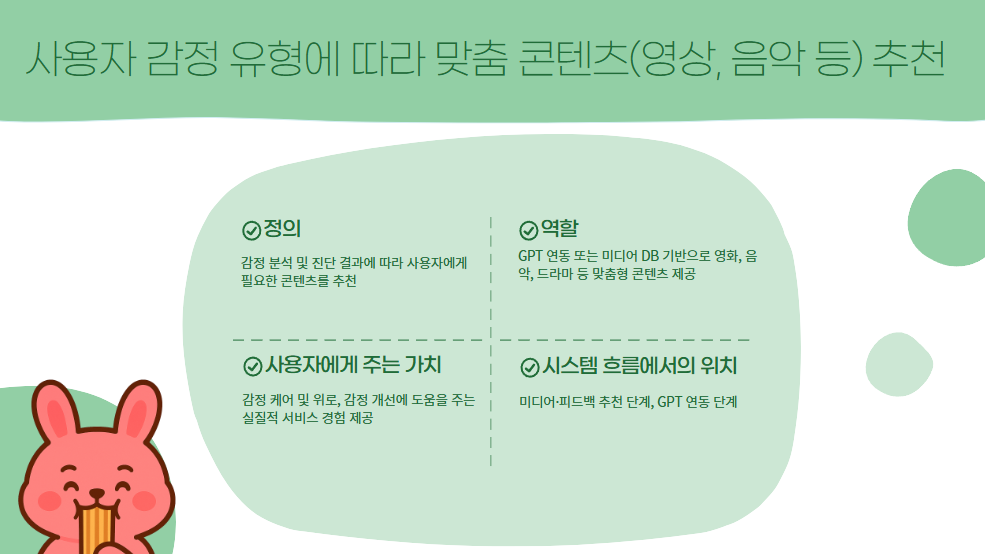 사용자 감정 유형에 따라 맞춤 콘텐츠(영상, 음악 등) 추천
정의
감정 분석 및 진단 결과에 따라 사용자에게
필요한 콘텐츠를 추천
역할
GPT 연동 또는 미디어 DB 기반으로 영화, 음
악, 드라마 등 맞춤형 콘텐츠 제공
사용자에게 주는 가치
감정 케어 및 위로, 감정 개선에 도움을 주는
실질적 서비스 경험 제공
시스템 흐름에서의 위치
미디어·피드백 추천 단계, GPT 연동 단계